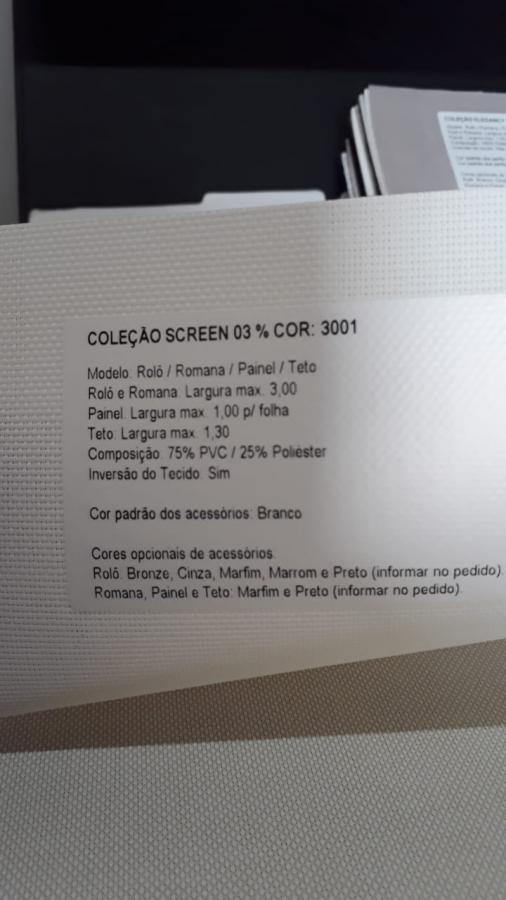 COLEÇÃO ELEGANCY
COLEÇÃO SCREEN 03 % COR: 3001
Modelo: Rolô / Romana / Painel / Teto
Rolô e Romana: Largura max. 3,00
Painel: Largura max. 1,00 p/ folha
Teto: Largura max. 1,30
Composição: 75% PVC / 25% Poliéster
Inversão do Tecido: Sim
Cor padrão dos acessórios: Branco
Cores opcionais de acessórios:
Rolô: Bronze, Cinza, Marfim, Marrom e Preto (informar no pedido).
Romana, Painel e Teto: Marfim e Preto (informar no pedido).